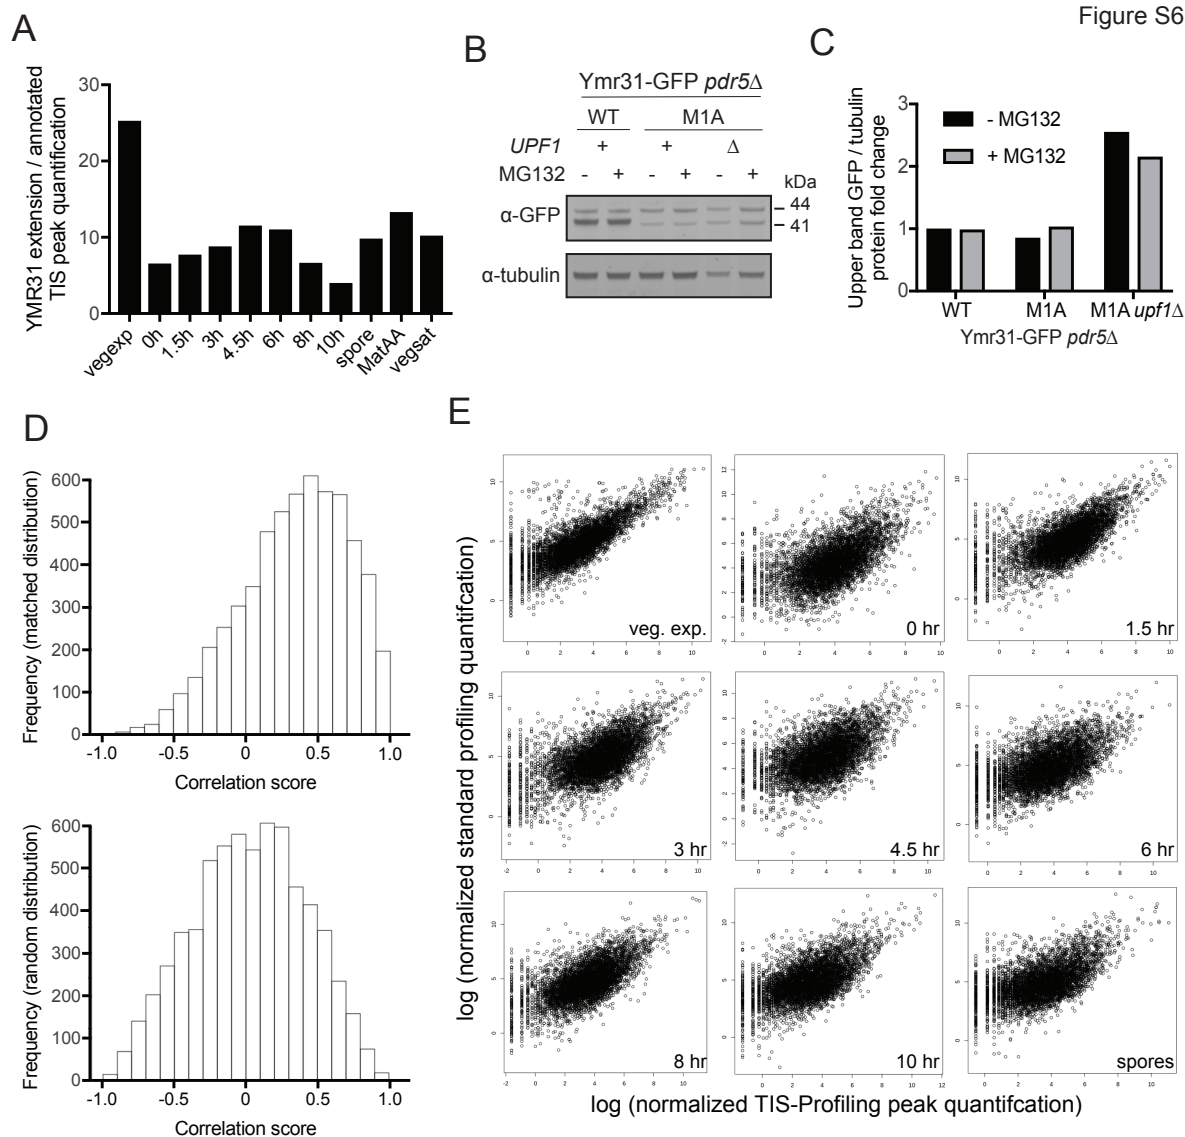 Figure S6
A
YMR31 extension / annotated
TIS peak quantification
30
20
10
0
vegexp
0h
1.5h
3h
4.5h
6h
8h
10h
spore
MatAA
vegsat
B
Ymr31-GFP pdr5Δ
WT M1A
UPF1 + + Δ
MG132 - + - + - + kDa
α-GFP
44
41
α-tubulin
C
Upper band GFP / tubulin
protein fold change
3
2
1
0
- MG132
+ MG132
WT M1A M1A upf1Δ
Ymr31-GFP pdr5Δ
D
Frequency (matched distribution)
600
500
400
300
200
100
0
-1.0 -0.5 0 0.5 1.0
Correlation score
Frequency (random distribution)
600
500
400
300
200
100
0
-1.0 -0.5 0 0.5 1.0
Correlation score
E
log (normalized standard profiling quantifcation)
veg. exp.
0 hr
1.5 hr
3 hr
4.5 hr
6 hr
8 hr
10 hr
spores
log (normalized TIS-Profiling peak quantifcation)